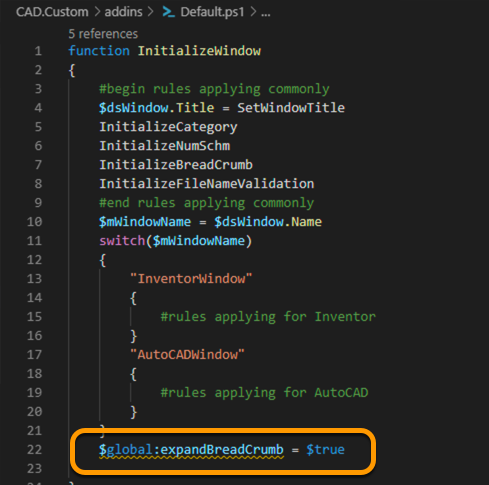 CAD.Custom > addins > Default.ps1 > ...
5 references
1 function InitializeWindow
2 {
3 #begin rules applying commonly
4 $dsWindow.Title = SetWindowTitle
5 InitializeCategory
6 InitializeNumSchm
7 InitializeBreadCrumb
8 InitializeFileNameValidation
9 #end rules applying commonly
10 $mWindowName = $dsWindow.Name
11 switch($mWindowName)
12 {
13 "InventorWindow"
14 {
15 #rules applying for Inventor
16 }
17 "AutoCADWindow"
18 {
19 #rules applying for AutoCAD
20 }
21 }
22 $global:expandBreadCrumb = $true
23